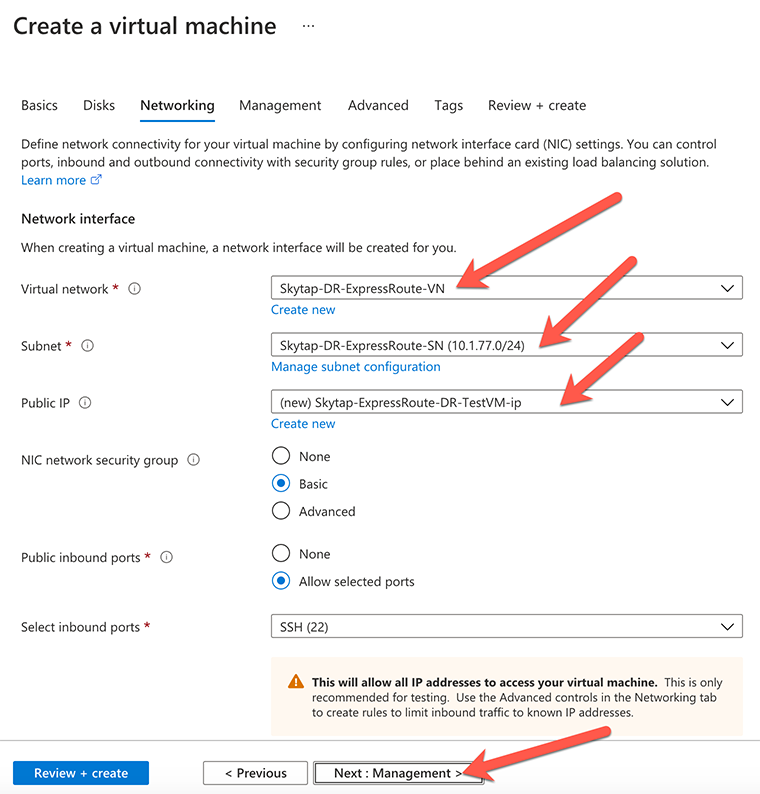 Create a virtual machine ...
Basics Disks Networking Management Advanced Tags Review + create
Define network connectivity for your virtual machine by configuring network interface card (NIC) settings. You can control
ports, inbound and outbound connectivity with security group rules, or place behind an existing load balancing solution.
Learn more
Network interface
When creating a virtual machine, a network interface will be created for you.
Virtual network *
Skytap-DR-ExpressRoute-VN
Create new
Subnet *
Skytap-DR-ExpressRoute-SN (10.1.77.0/24)
Manage subnet configuration
Public IP
(new) Skytap-ExpressRoute-DR-TestVM-ip
Create new
NIC network security group
None
Basic
Advanced
Public inbound ports *
None
Allow selected ports
Select inbound ports *
SSH (22)
This will allow all IP addresses to access your virtual machine. This is only
recommended for testing. Use the Advanced controls in the Networking tab
to create rules to limit inbound traffic to known IP addresses.
Review + create
< Previous
Next : Management >